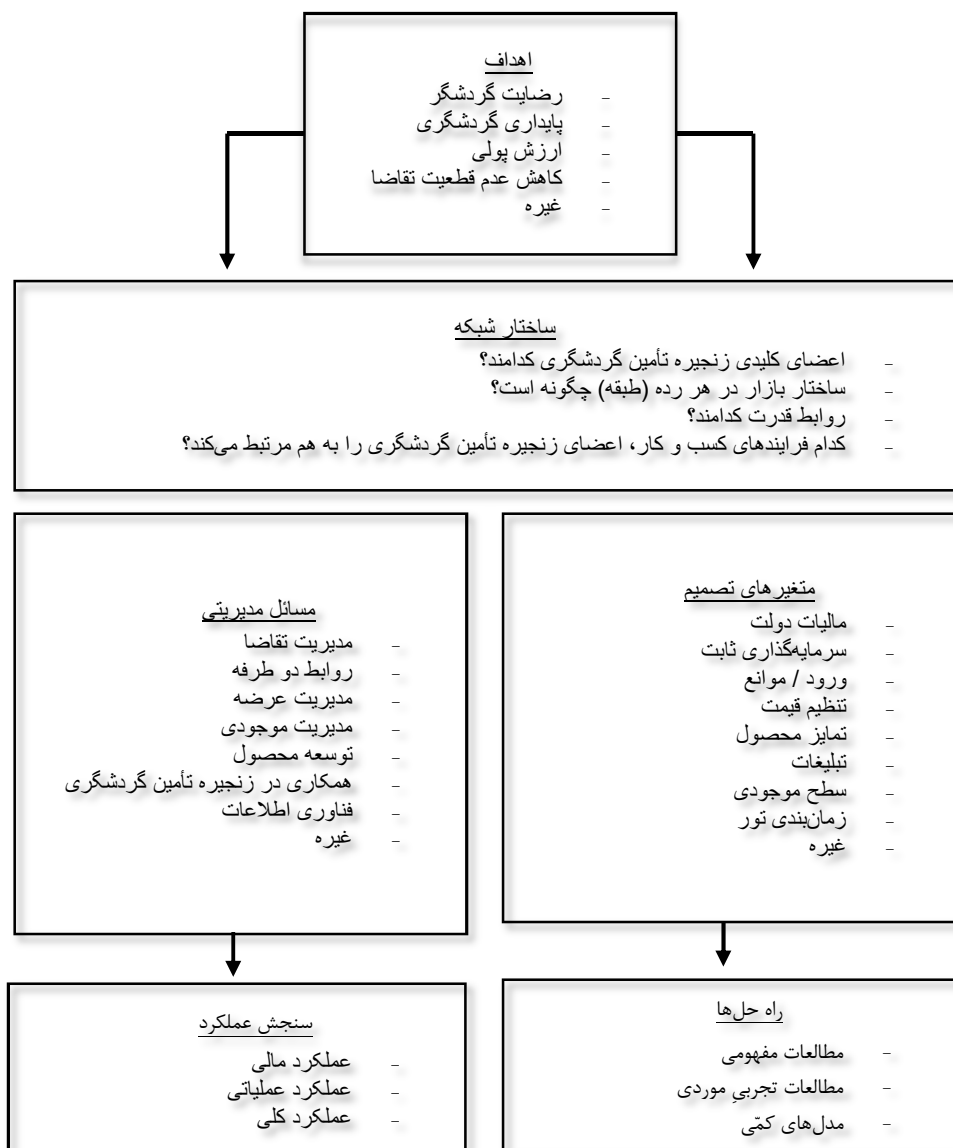 اهداف
- رضایت گردشگر
- پایداری گردشگری
- ارزش پولی
- کاهش عدم قطعیت تقاضا
- غیره
ساختار شبکه
- اعضای کلیدی زنجیره تأمین گردشگری کدامند؟
- ساختار بازار در هر رده (طبقه) چگونه است؟
- روابط قدرت کدامند؟
- کدام فرایندهای کسب و کار، اعضای زنجیره تأمین گردشگری را به هم مرتبط می‌کند؟
متغیرهای تصمیم
- مالیات دولت
- سرمایه‌گذاری ثابت
- ورود / موانع
- تنظیم قیمت
- تمایز محصول
- تبلیغات
- سطح موجودی
- زمان‌بندی تور
- غیره
مسائل مدیریتی
- مدیریت تقاضا
- روابط دو طرفه
- مدیریت عرضه
- مدیریت موجودی
- توسعه محصول
- همکاری در زنجیره تأمین گردشگری
- فناوری اطلاعات
- غیره
راه حل‌ها
- مطالعات مفهومی
- مطالعات تجربیِ موردی
- مدل‌های کمّی
سنجش عملکرد
- عملکرد مالی
- عملکرد عملیاتی
- عملکرد کلی